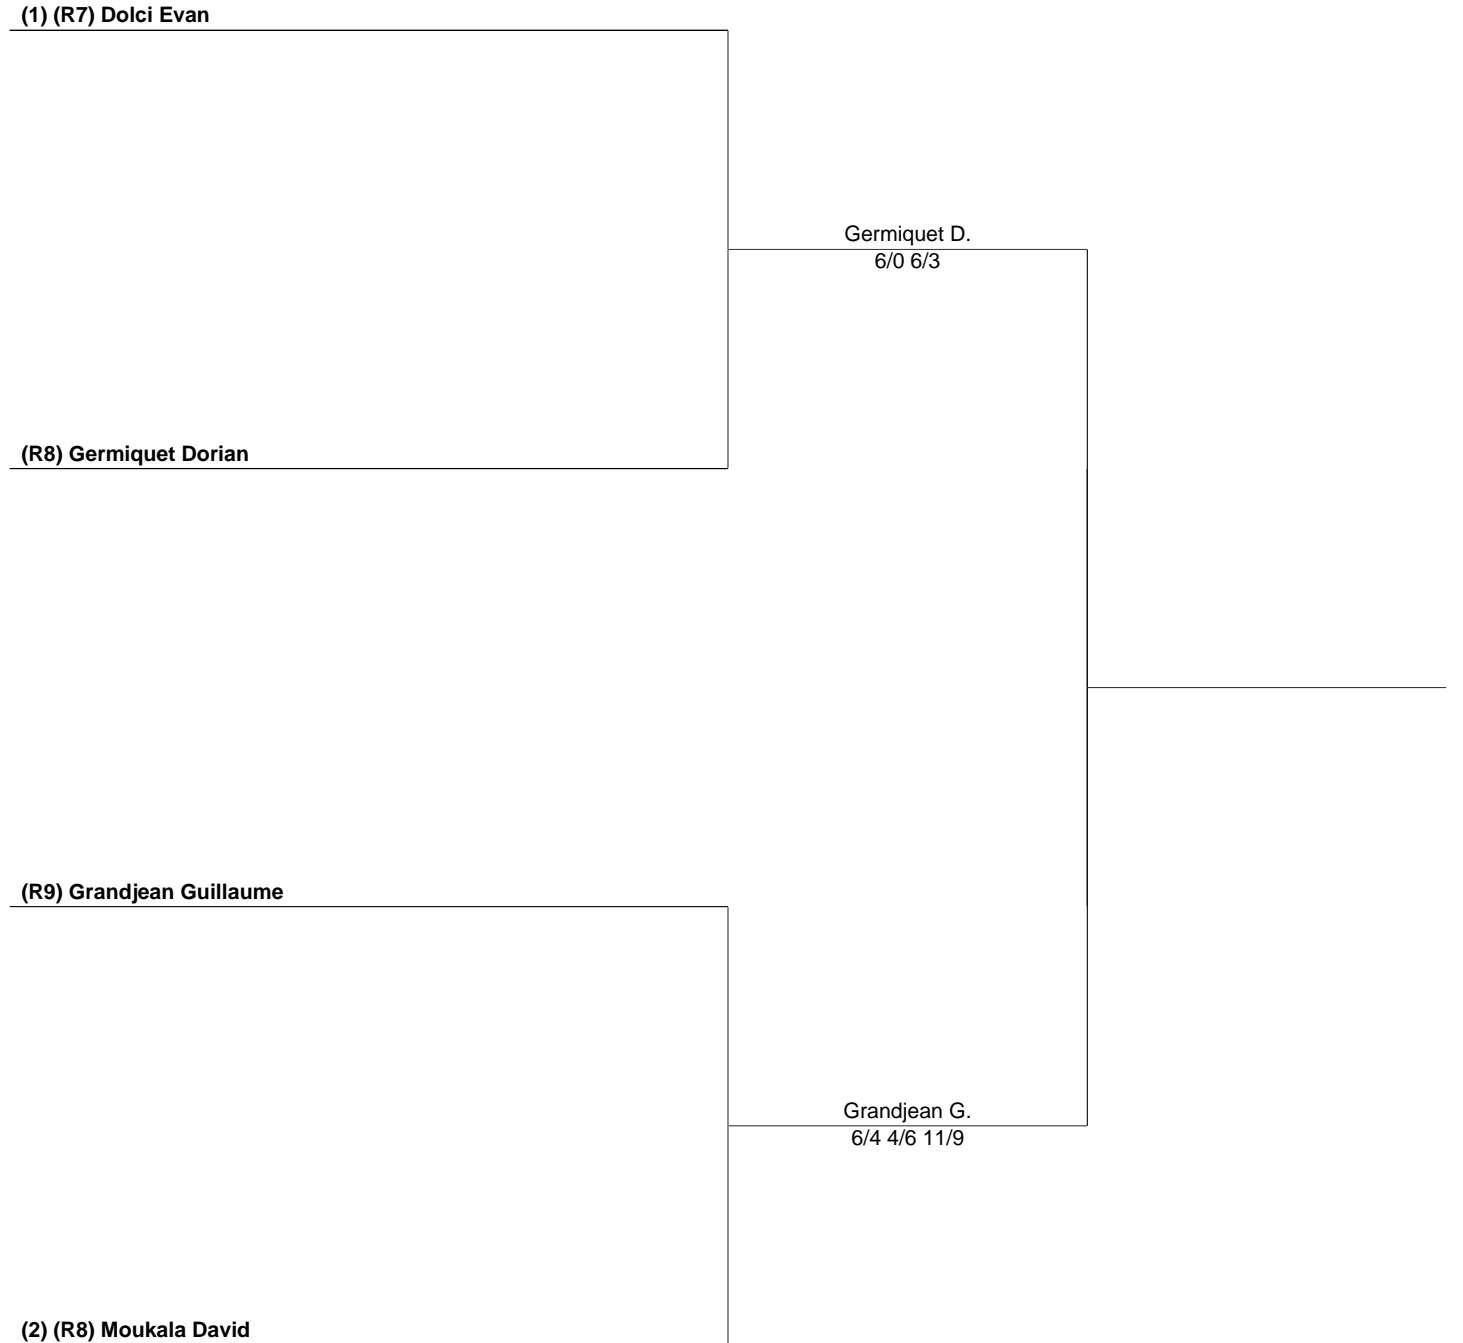 (1) (R7) Dolci Evan
Germiquet D.
6/0 6/3
(R8) Germiquet Dorian
(R9) Grandjean Guillaume
Grandjean G.
6/4 4/6 11/9
(2) (R8) Moukala David